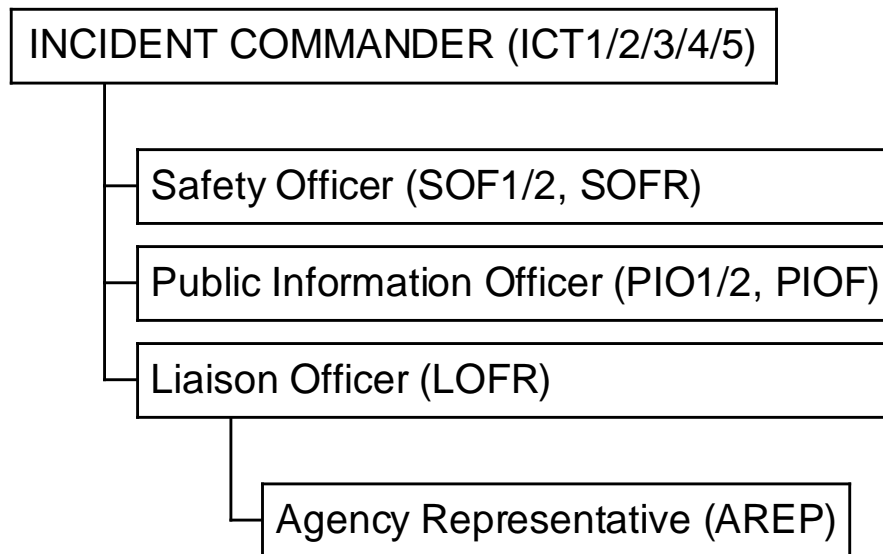 INCIDENT COMMANDER (ICT1/2/3/4/5)
Safety Officer (SOF1/2, SOFR)
Public Information Officer (PIO1/2, PIOF)
Liaison Officer (LOFR)
Agency Representative (AREP)